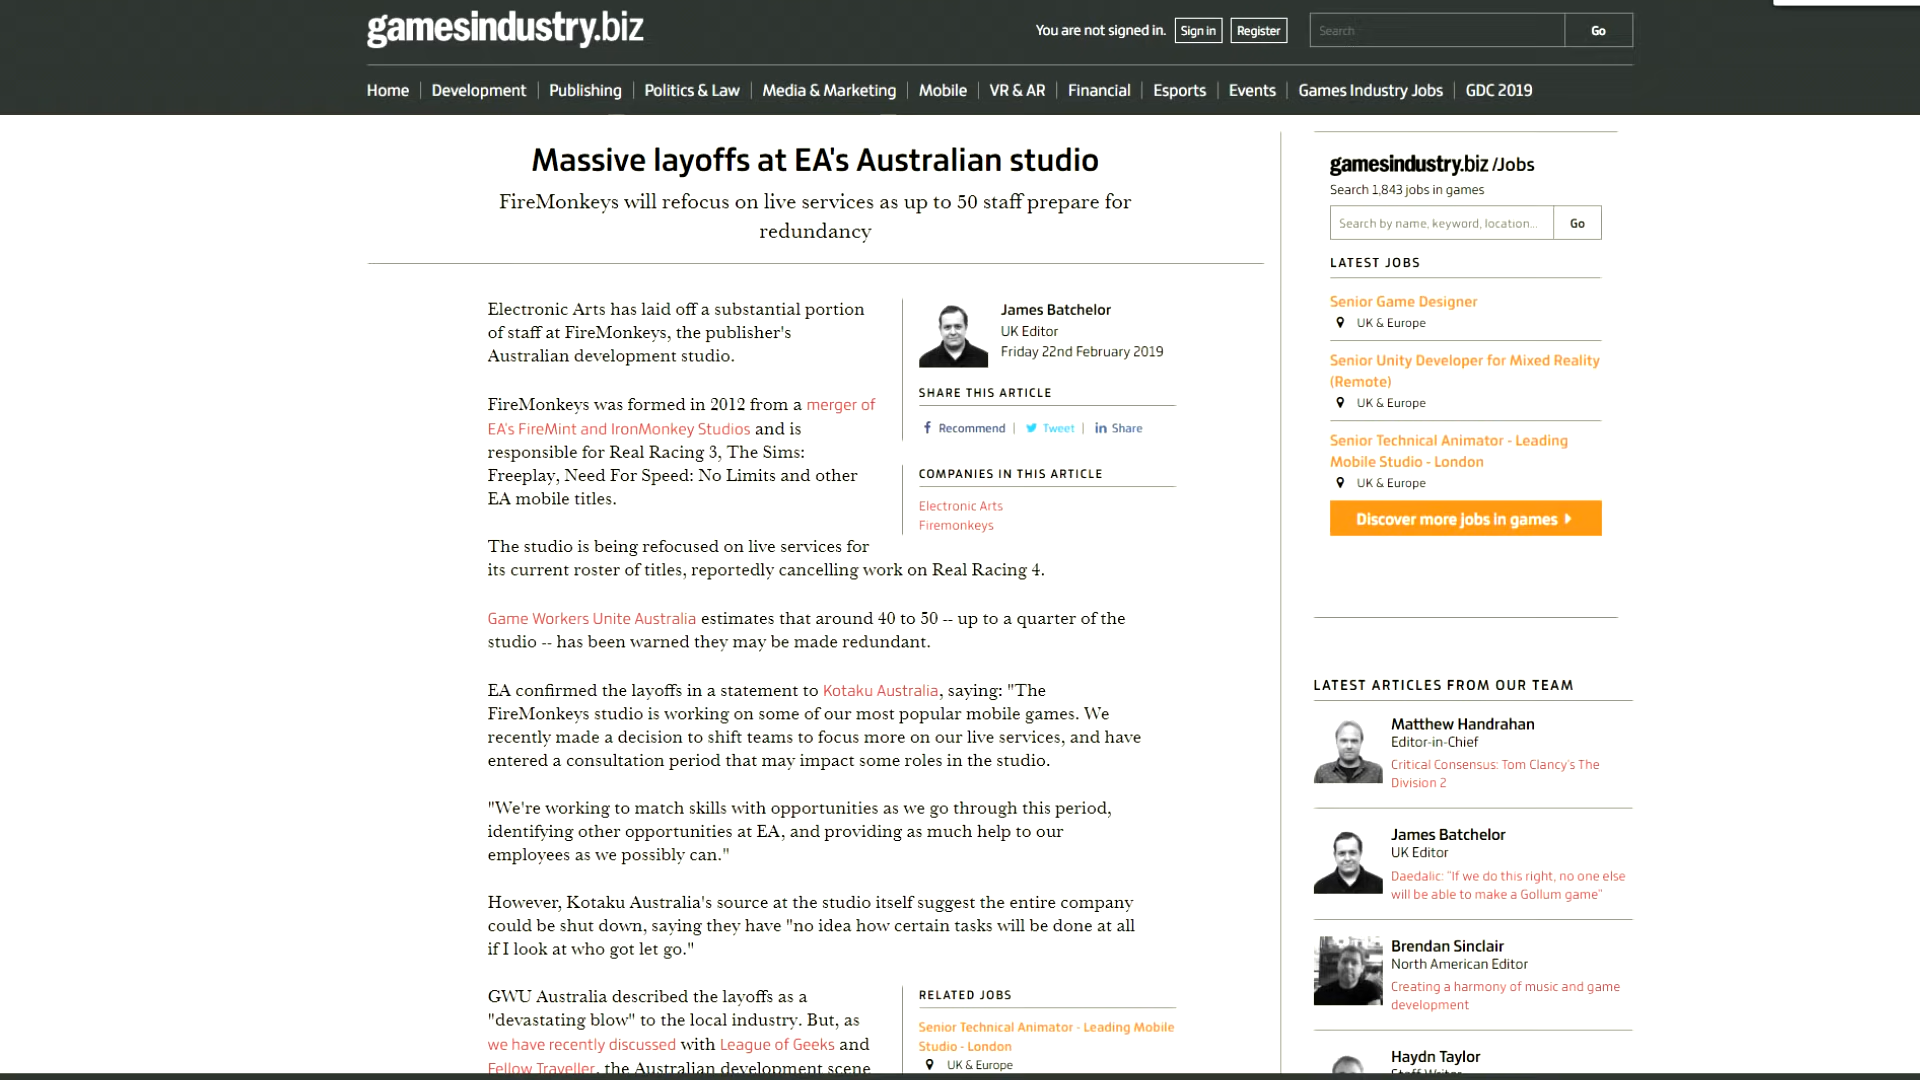 gamesindustry.biz
You are not signed in. Sign in Register Search Go
Home Development Publishing Politics & Law Media & Marketing Mobile VR & AR Financial Esports Events Games Industry Jobs GDC 2019
Massive layoffs at EA's Australian studio
FireMonkeys will refocus on live services as up to 50 staff prepare for
redundancy
Electronic Arts has laid off a substantial portion
of staff at FireMonkeys, the publisher's
Australian development studio.
FireMonkeys was formed in 2012 from a merger of
EA's FireMint and IronMonkey Studios and is
responsible for Real Racing 3, The Sims:
Freeplay, Need For Speed: No Limits and other
EA mobile titles.
The studio is being refocused on live services for
its current roster of titles, reportedly cancelling work on Real Racing 4.
Game Workers Unite Australia estimates that around 40 to 50 -- up to a quarter of the
studio -- has been warned they may be made redundant.
EA confirmed the layoffs in a statement to Kotaku Australia, saying: "The
FireMonkeys studio is working on some of our most popular mobile games. We
recently made a decision to shift teams to focus more on our live services, and have
entered a consultation period that may impact some roles in the studio.
"We're working to match skills with opportunities as we go through this period,
identifying other opportunities at EA, and providing as much help to our
employees as we possibly can."
However, Kotaku Australia's source at the studio itself suggest the entire company
could be shut down, saying they have "no idea how certain tasks will be done at all
if I look at who got let go."
GWU Australia described the layoffs as a
"devastating blow" to the local industry. But, as
we have recently discussed with League of Geeks and
Fellow Traveller, the Australian development scene
James Batchelor
UK Editor
Friday 22nd February 2019
SHARE THIS ARTICLE
Recommend Tweet Share
COMPANIES IN THIS ARTICLE
Electronic Arts
Firemonkeys
RELATED JOBS
Senior Technical Animator - Leading Mobile
Studio - London
UK & Europe
gamesindustry.biz /Jobs
Search 1,843 jobs in games
Search by name, keyword, location... Go
LATEST JOBS
Senior Game Designer
UK & Europe
Senior Unity Developer for Mixed Reality
(Remote)
UK & Europe
Senior Technical Animator - Leading
Mobile Studio - London
UK & Europe
Discover more jobs in games
LATEST ARTICLES FROM OUR TEAM
Matthew Handrahan
Editor-in-Chief
Critical Consensus: Tom Clancy's The
Division 2
James Batchelor
UK Editor
Daedalic: "If we do this right, no one else
will be able to make a Gollum game"
Brendan Sinclair
North American Editor
Creating a harmony of music and game
development
Haydn Taylor
Staff Writer